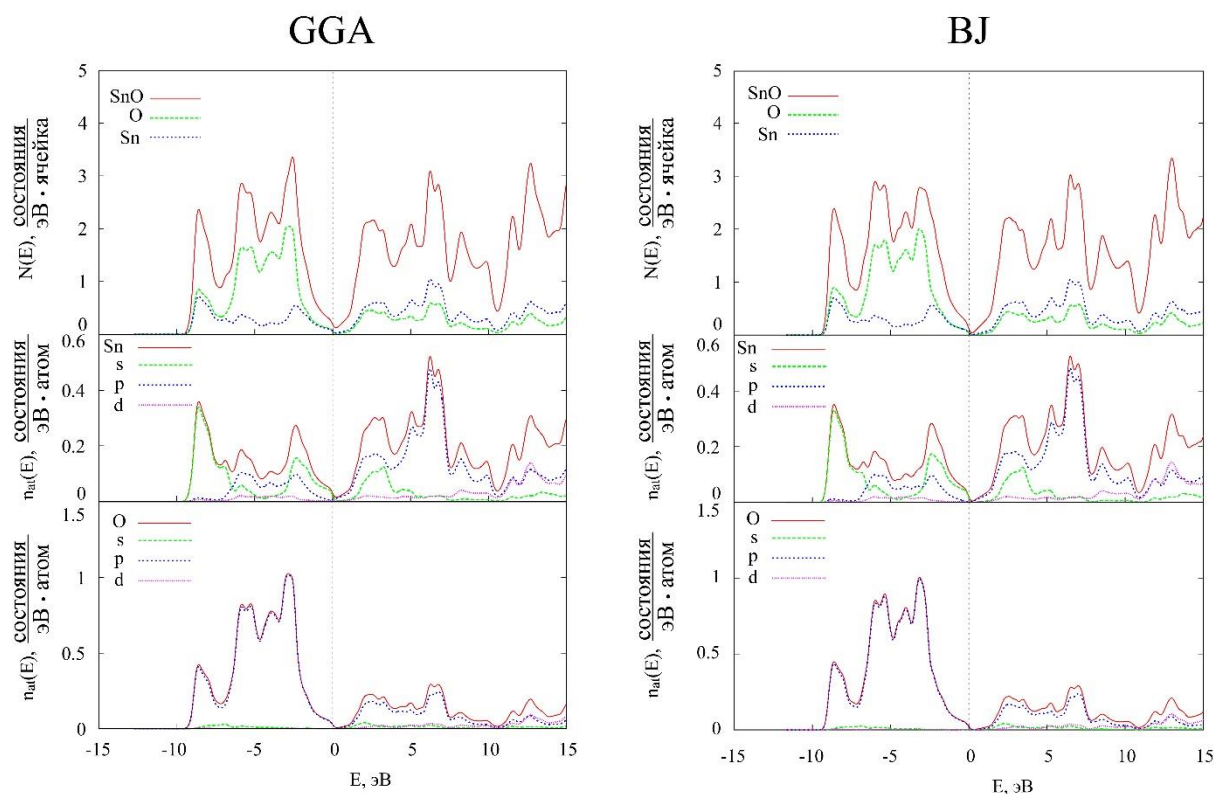 GGA
5
4
3
2
1
0
SnO
O
Sn
N(E), состояния
эВ • ячейка
0.6
0.4
0.2
0
Sn
s
p
d
nat(E), состояния
эВ • атом
1.5
1
0.5
0
O
s
p
d
nat(E), состояния
эВ • атом
-15 -10 -5 0 5 10 15
E, эВ
BJ
5
4
3
2
1
0
SnO
O
Sn
N(E), состояния
эВ • ячейка
0.6
0.4
0.2
0
Sn
s
p
d
nat(E), состояния
эВ • атом
1.5
1
0.5
0
O
s
p
d
nat(E), состояния
эВ • атом
-15 -10 -5 0 5 10 15
E, эВ